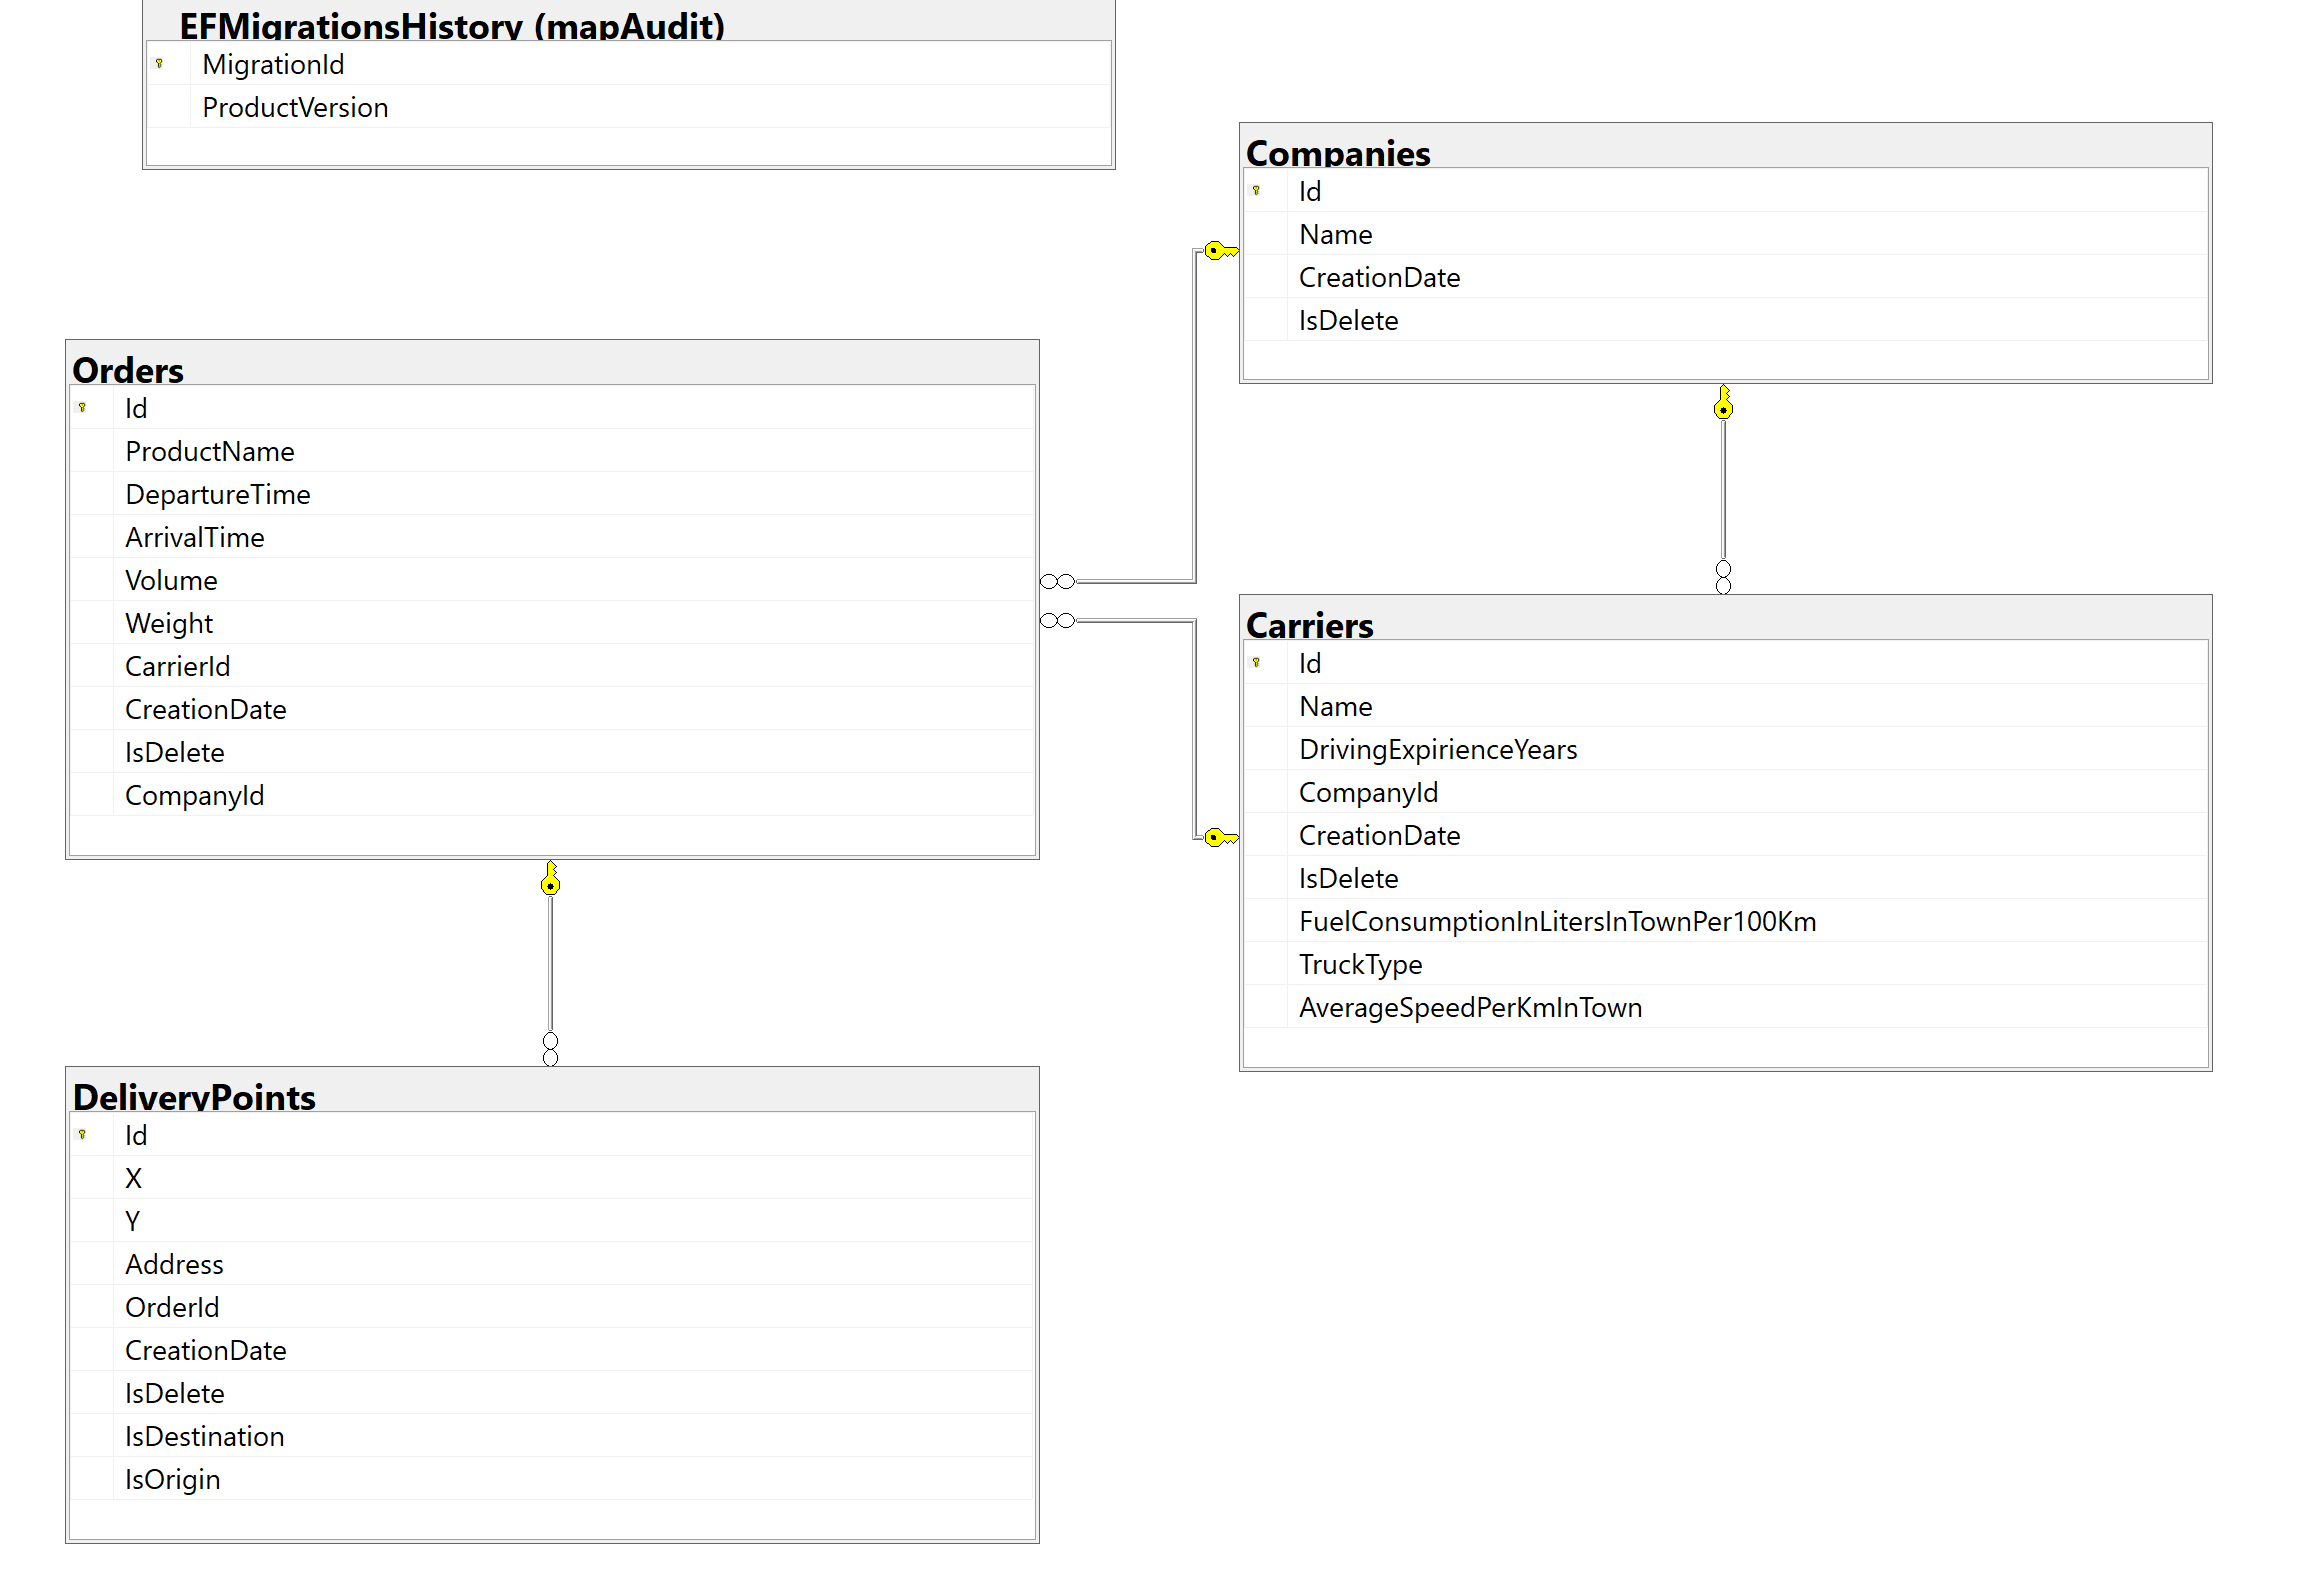 EFMigrationsHistory (mapAudit)
MigrationId
ProductVersion
Companies
Id
Name
CreationDate
IsDelete
Orders
Id
ProductName
DepartureTime
ArrivalTime
Volume
Weight
CarrierId
CreationDate
IsDelete
CompanyId
Carriers
Id
Name
DrivingExpirienceYears
CompanyId
CreationDate
IsDelete
FuelConsumptionInLitersInTownPer100Km
TruckType
AverageSpeedPerKmInTown
DeliveryPoints
Id
X
Y
Address
OrderId
CreationDate
IsDelete
IsDestination
IsOrigin